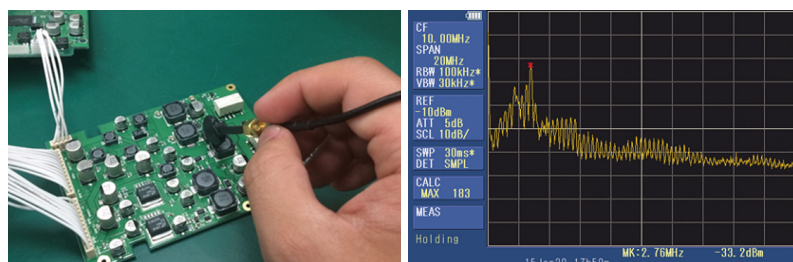 CF
10.00MHz
SPAN
20MHz
RBW 100kHz*
VBW 30kHz*
REF
-10dBm
ATT 5dB
SCL 10dB/
SWP 30ms*
DET SMPL
CALC
MAX 183
MEAS
Holding
MK:2.76MHz -33.2dBm